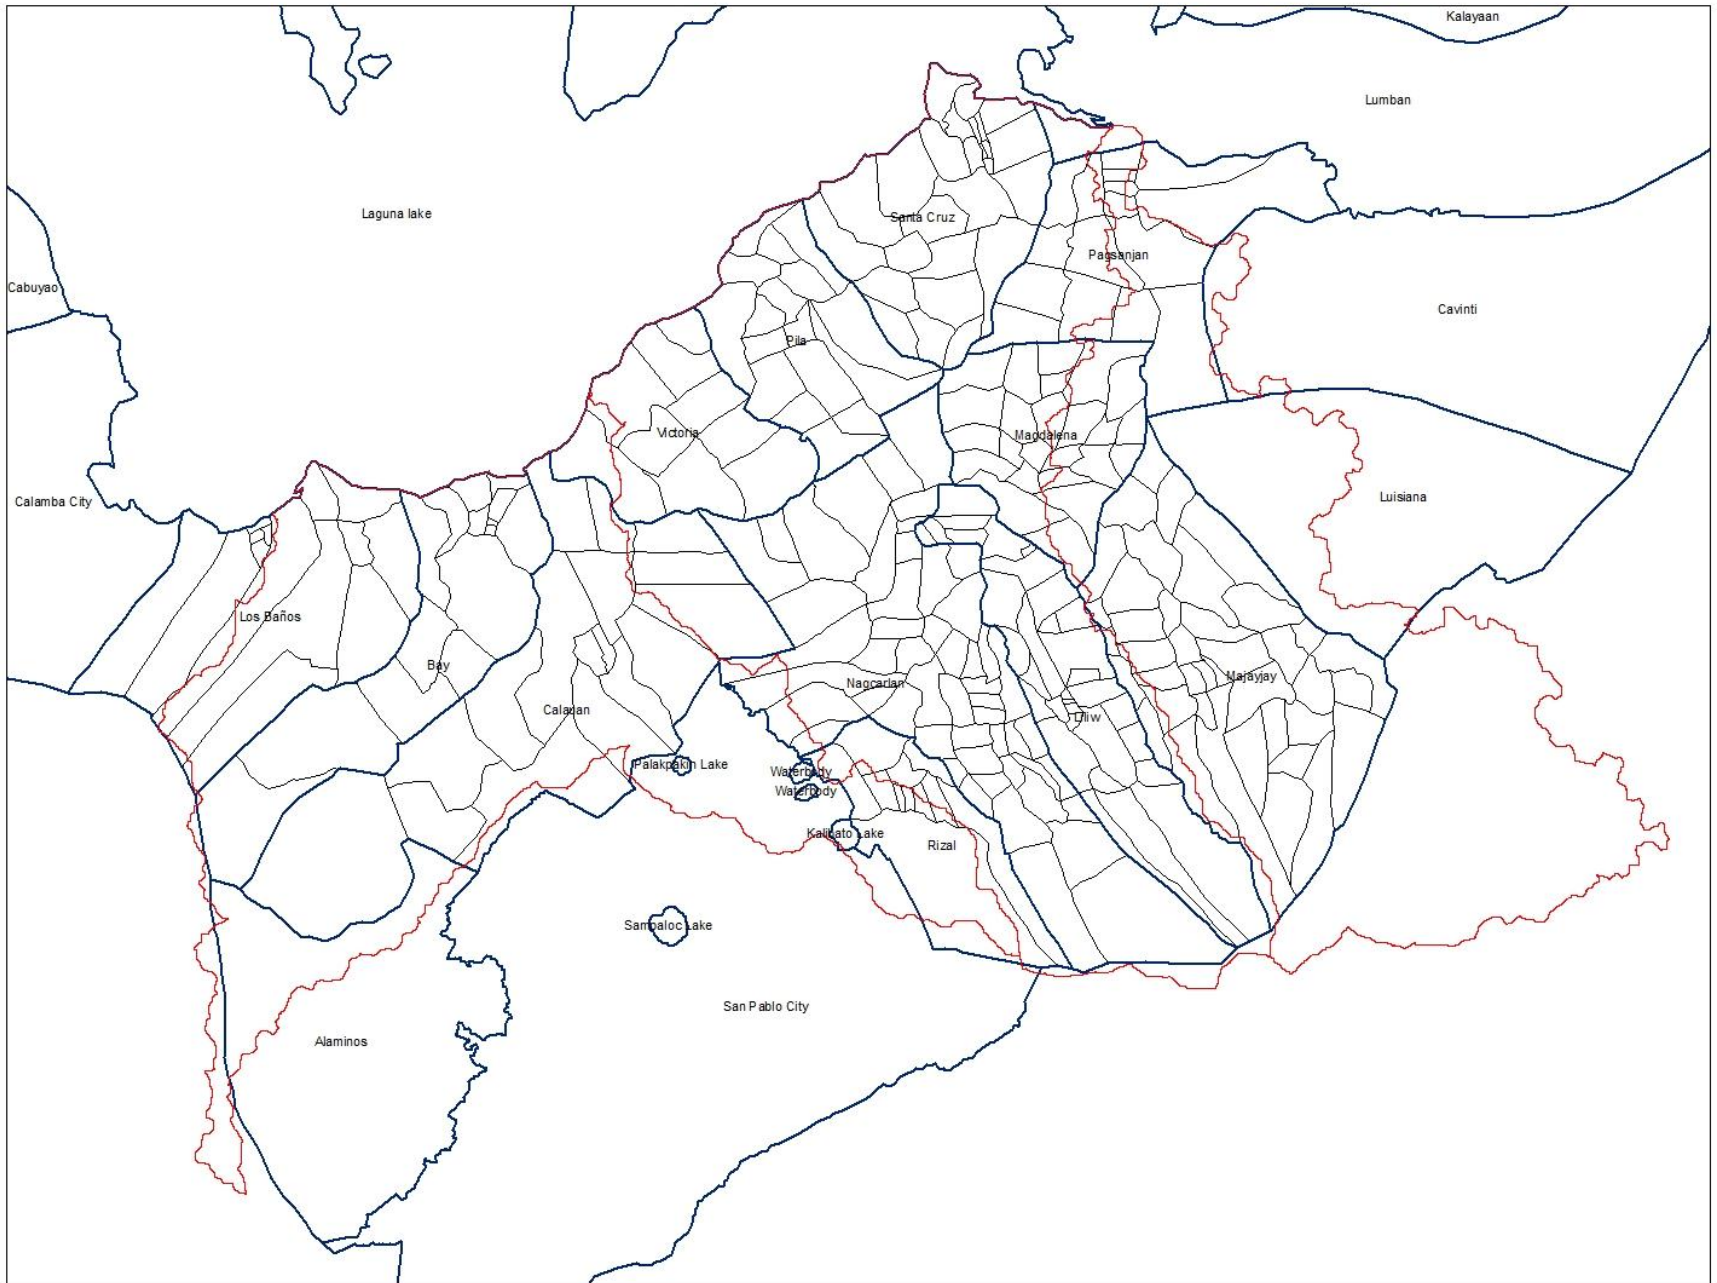 Kalayaan
Lumban
Laguna lake
Santa Cruz
Pagsanjan
Cabuyao
Cavinti
Pila
Victoria
Magdalena
Calamba City
Luisiana
Los Baños
Bay
Nagcarlan
Majayjay
Calauan
Liliw
Palakpakin Lake
Waterbody
Waterbody
Kalibato Lake
Rizal
Sampaloc Lake
San Pablo City
Alaminos